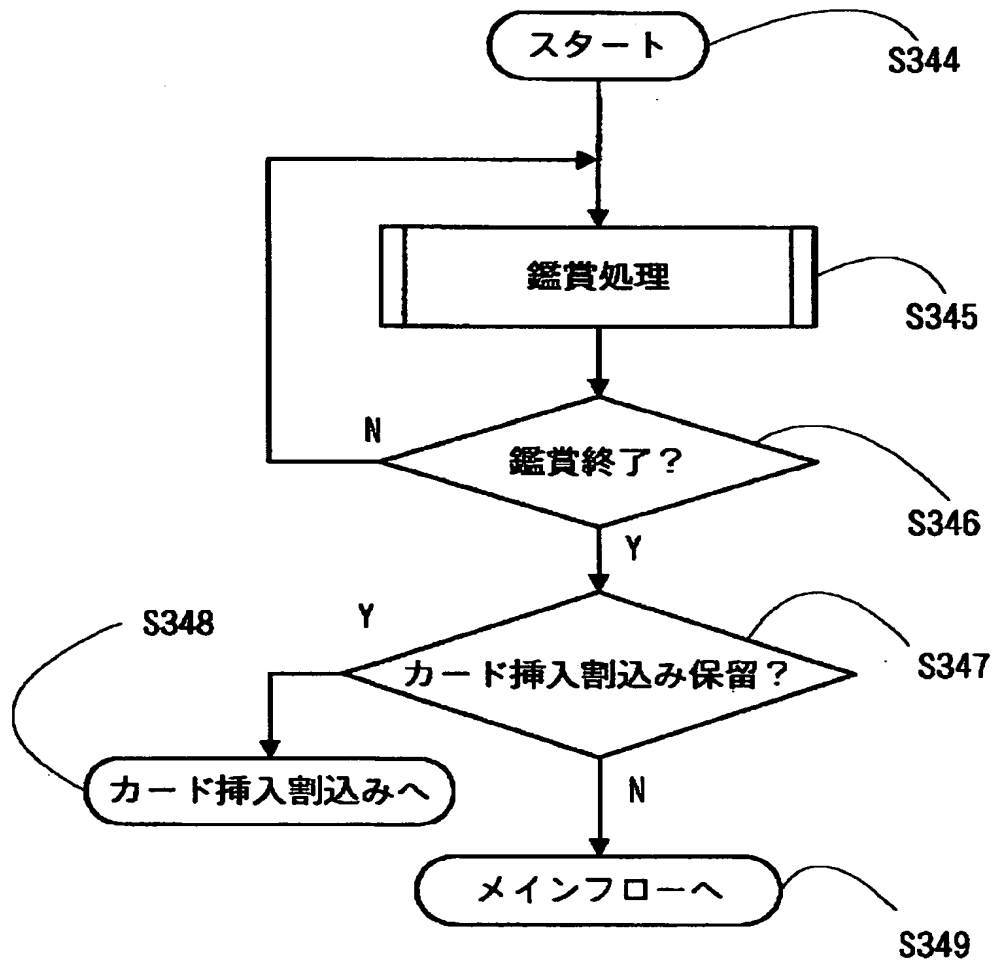 スタート
S344
鑑賞処理
S345
N
鑑賞終了?
S346
Y
Y
S348
カード挿入割込み保留?
S347
カード挿入割込みへ
N
メインフローへ
S349